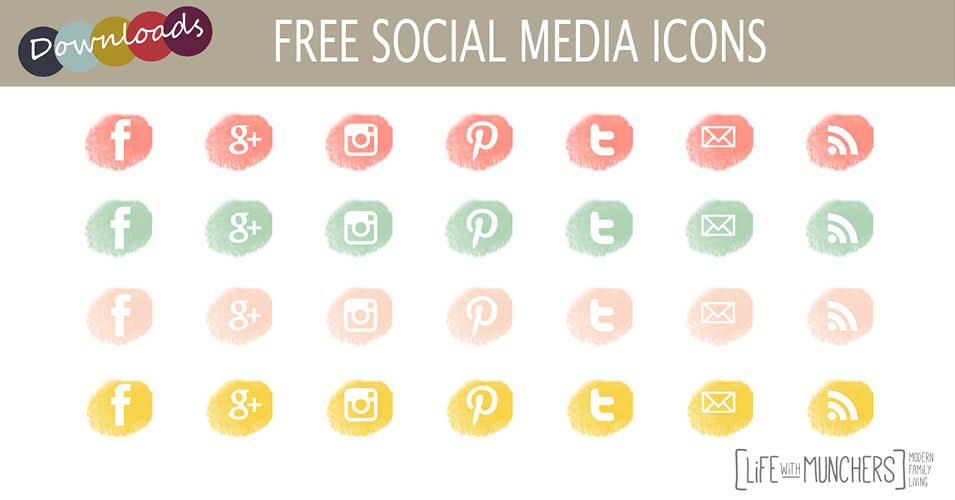 Downloads
FREE SOCIAL MEDIA ICONS
f g+ t
f g+ t
f g+ t
f g+ t
[LIFE WITH MUNCHERS]
MODERN
FAMILY
LIVING